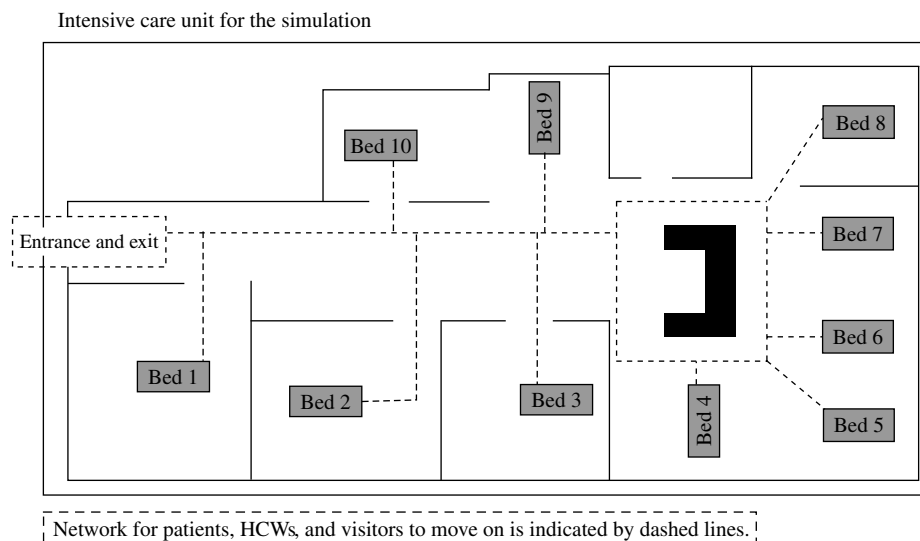 Intensive care unit for the simulation
Bed 9
Bed 8
Bed 10
Entrance and exit
Bed 7
Bed 6
Bed 1
Bed 2
Bed 3
Bed 4
Bed 5
Network for patients, HCWs, and visitors to move on is indicated by dashed lines.